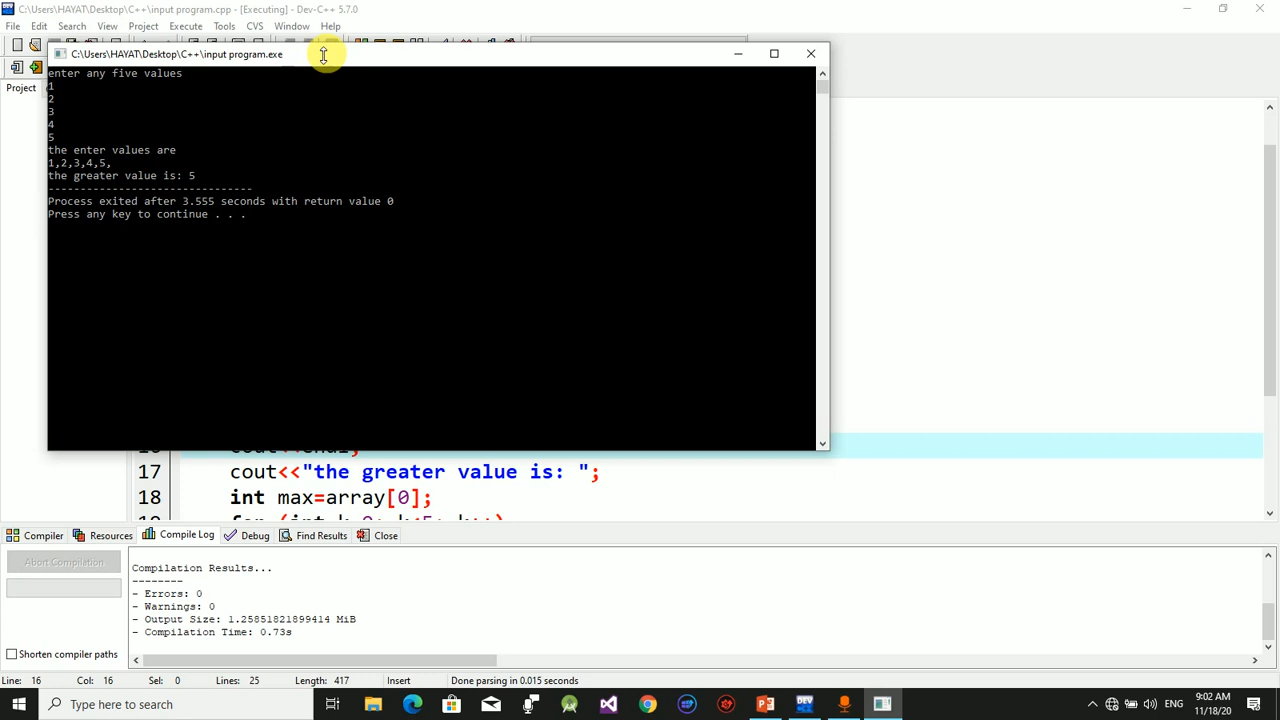 C:\Users\HAYAT\Desktop\C++\input program.cpp - [Executing] - Dev-C++ 5.7.0
File Edit Search View Project Execute Tools CVS Window Help
C:\Users\HAYAT\Desktop\C++\input program.exe
Project
enter any five values
1
2
3
4
5
the enter values are
1,2,3,4,5,
the greater value is: 5
--------------------------------
Process exited after 3.555 seconds with return value 0
Press any key to continue . . .
17 cout<<"the greater value is: ";
18 int max=array[0];
Compiler Resources Compile Log Debug Find Results Close
Abort Compilation
Compilation Results...
--------
- Errors: 0
- Warnings: 0
- Output Size: 1.25851821899414 MiB
- Compilation Time: 0.73s
Shorten compiler paths
Line: 16 Col: 16 Sel: 0 Lines: 25 Length: 417 Insert Done parsing in 0.015 seconds
Type here to search
ENG
9:02 AM
11/18/20